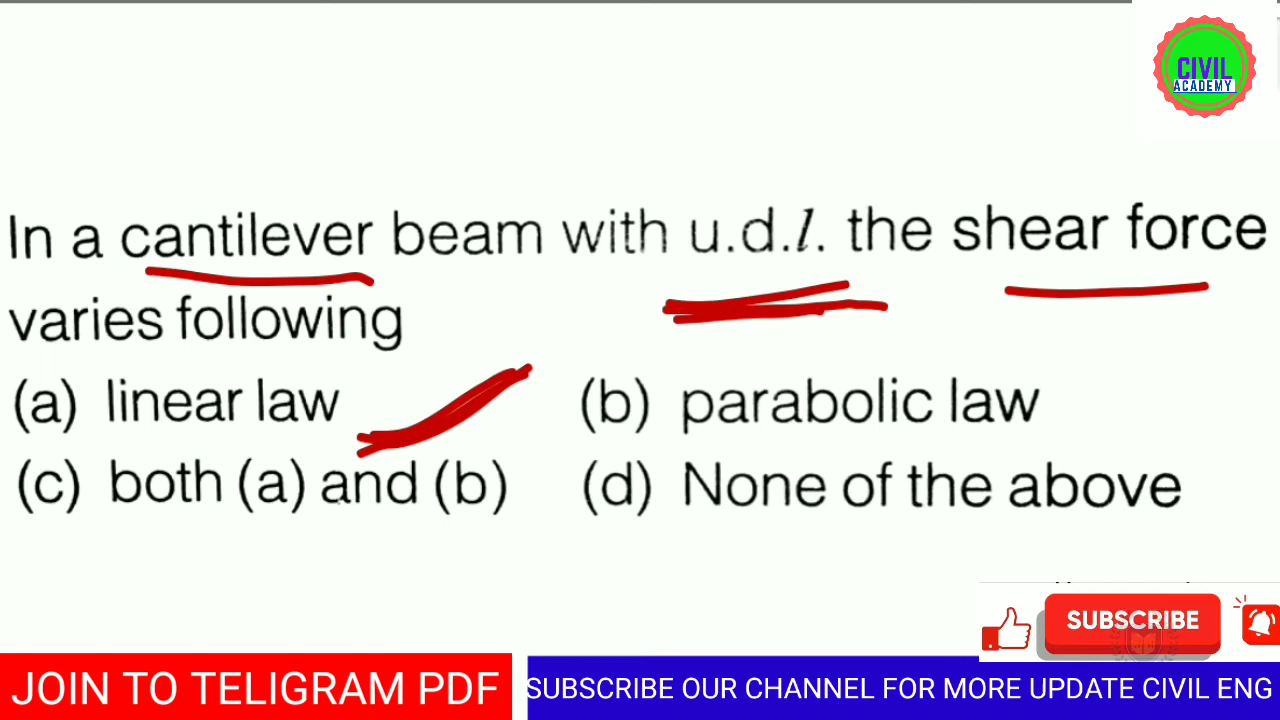 CIVIL
ACADEMY
In a cantilever beam with u.d.l. the shear force
varies following
(a) linear law (b) parabolic law
(c) both (a) and (b) (d) None of the above
SUBSCRIBE
JOIN TO TELIGRAM PDF
SUBSCRIBE OUR CHANNEL FOR MORE UPDATE CIVIL ENG